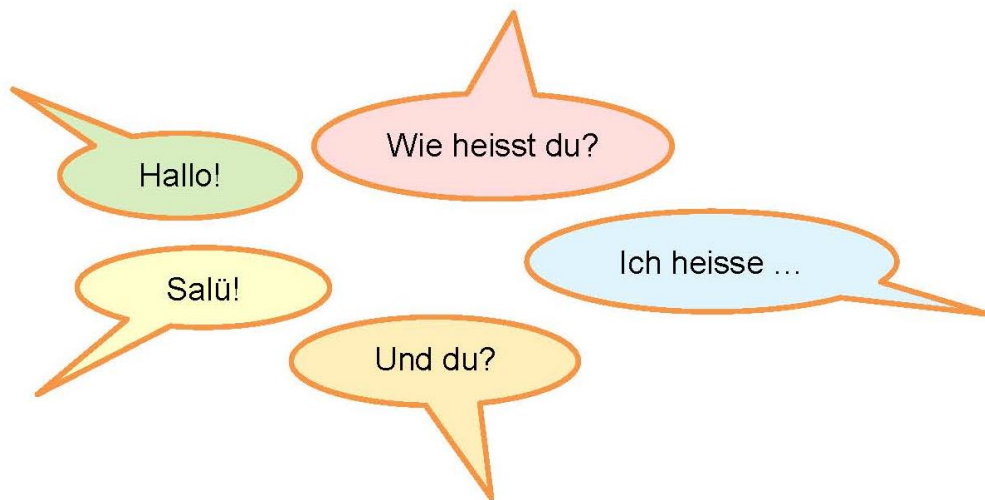 Hallo!
Wie heisst du?
Salü!
Ich heisse …
Und du?